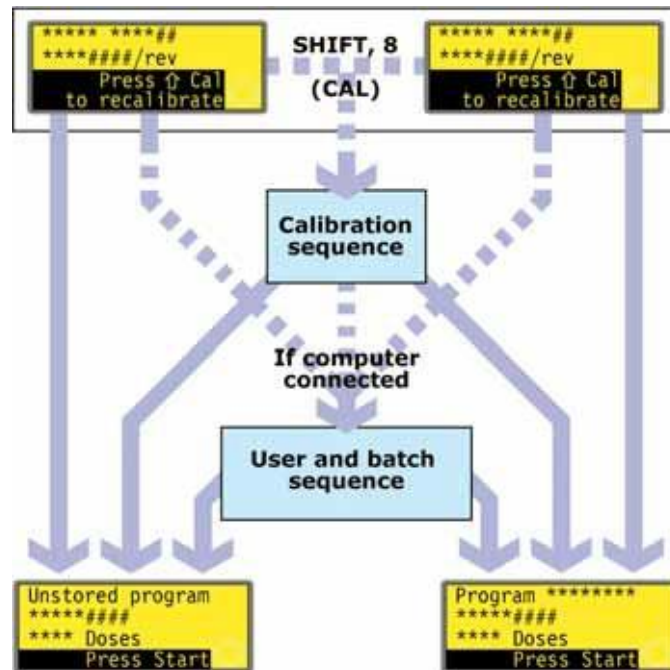 ***** ****##
****####/rev
Press ⇧ Cal
to recalibrate
SHIFT, 8
(CAL)
***** ****##
****####/rev
Press ⇧ Cal
to recalibrate
Calibration
sequence
If computer
connected
User and batch
sequence
Unstored program
*****####
**** Doses
Press Start
Program ********
*****####
**** Doses
Press Start